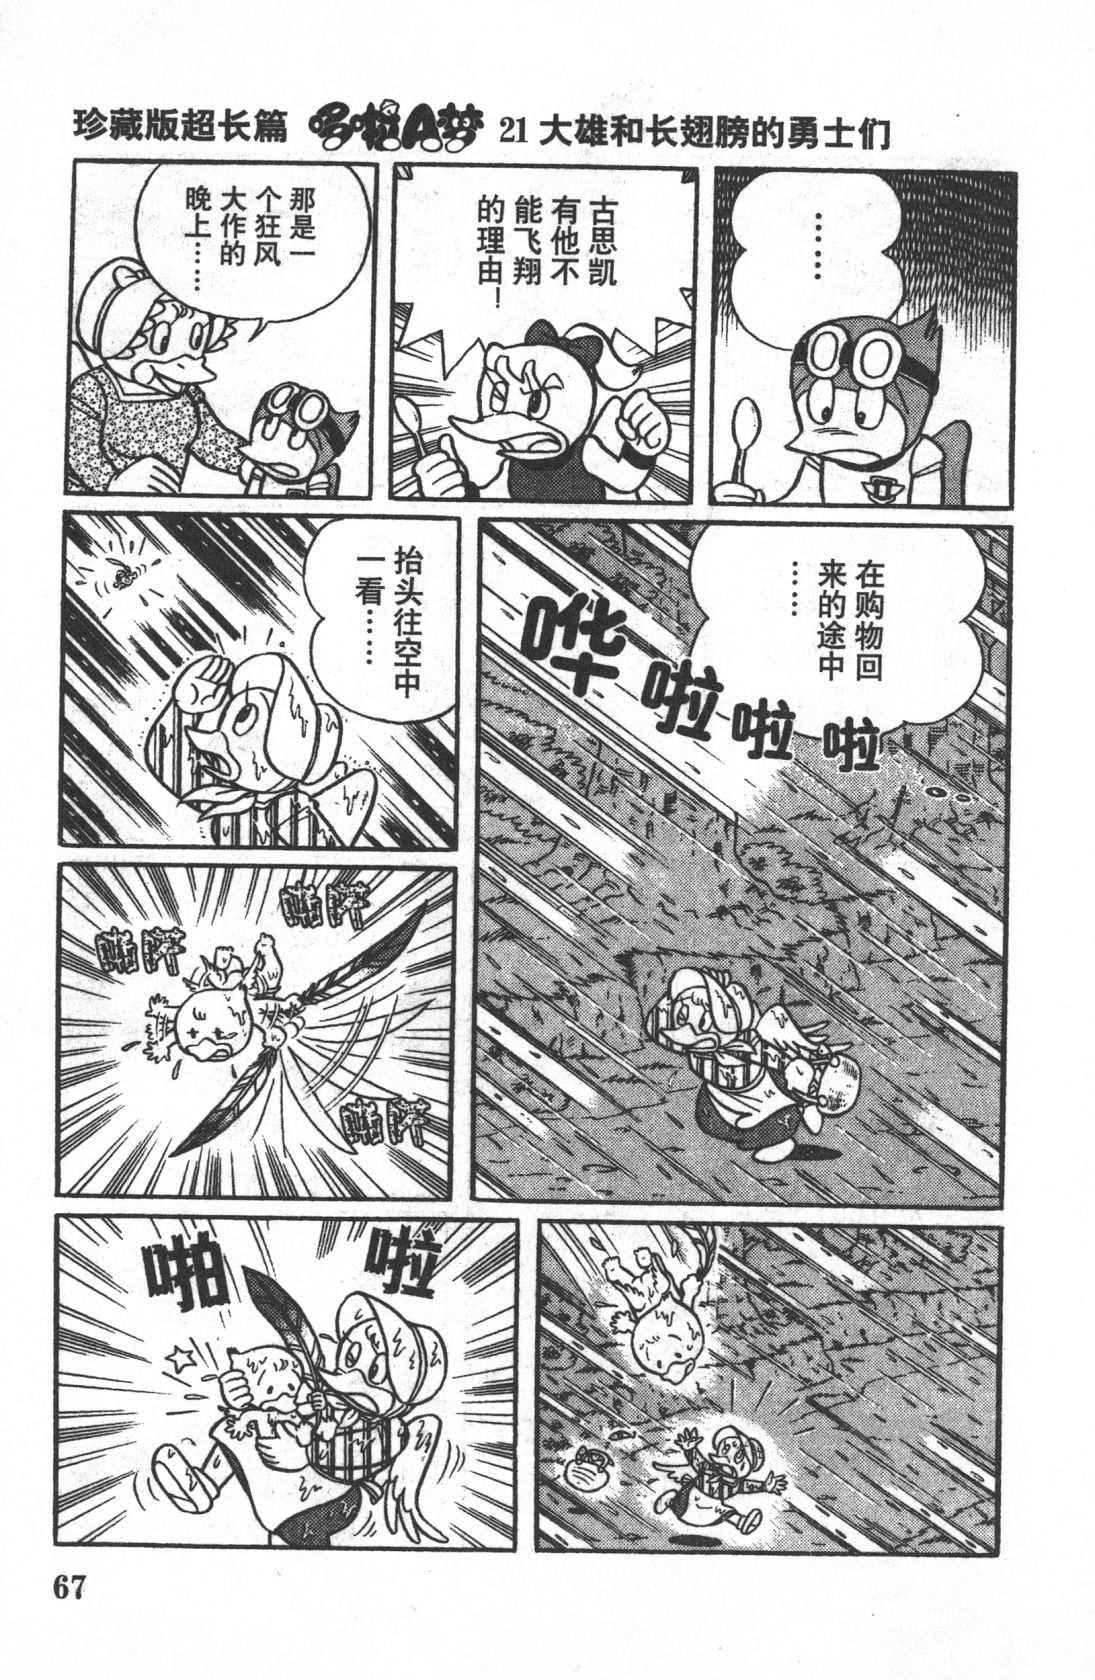 珍藏版超长篇 哆啦A梦 21 大雄和长翅膀的勇士们
……
古思凯
有他不
能飞翔
的理由！
那是一
个狂风
大作的
晚上……
在购物回
来的途中
……
哗啦啦啦
抬头往空中
一看……
啪
啦
67